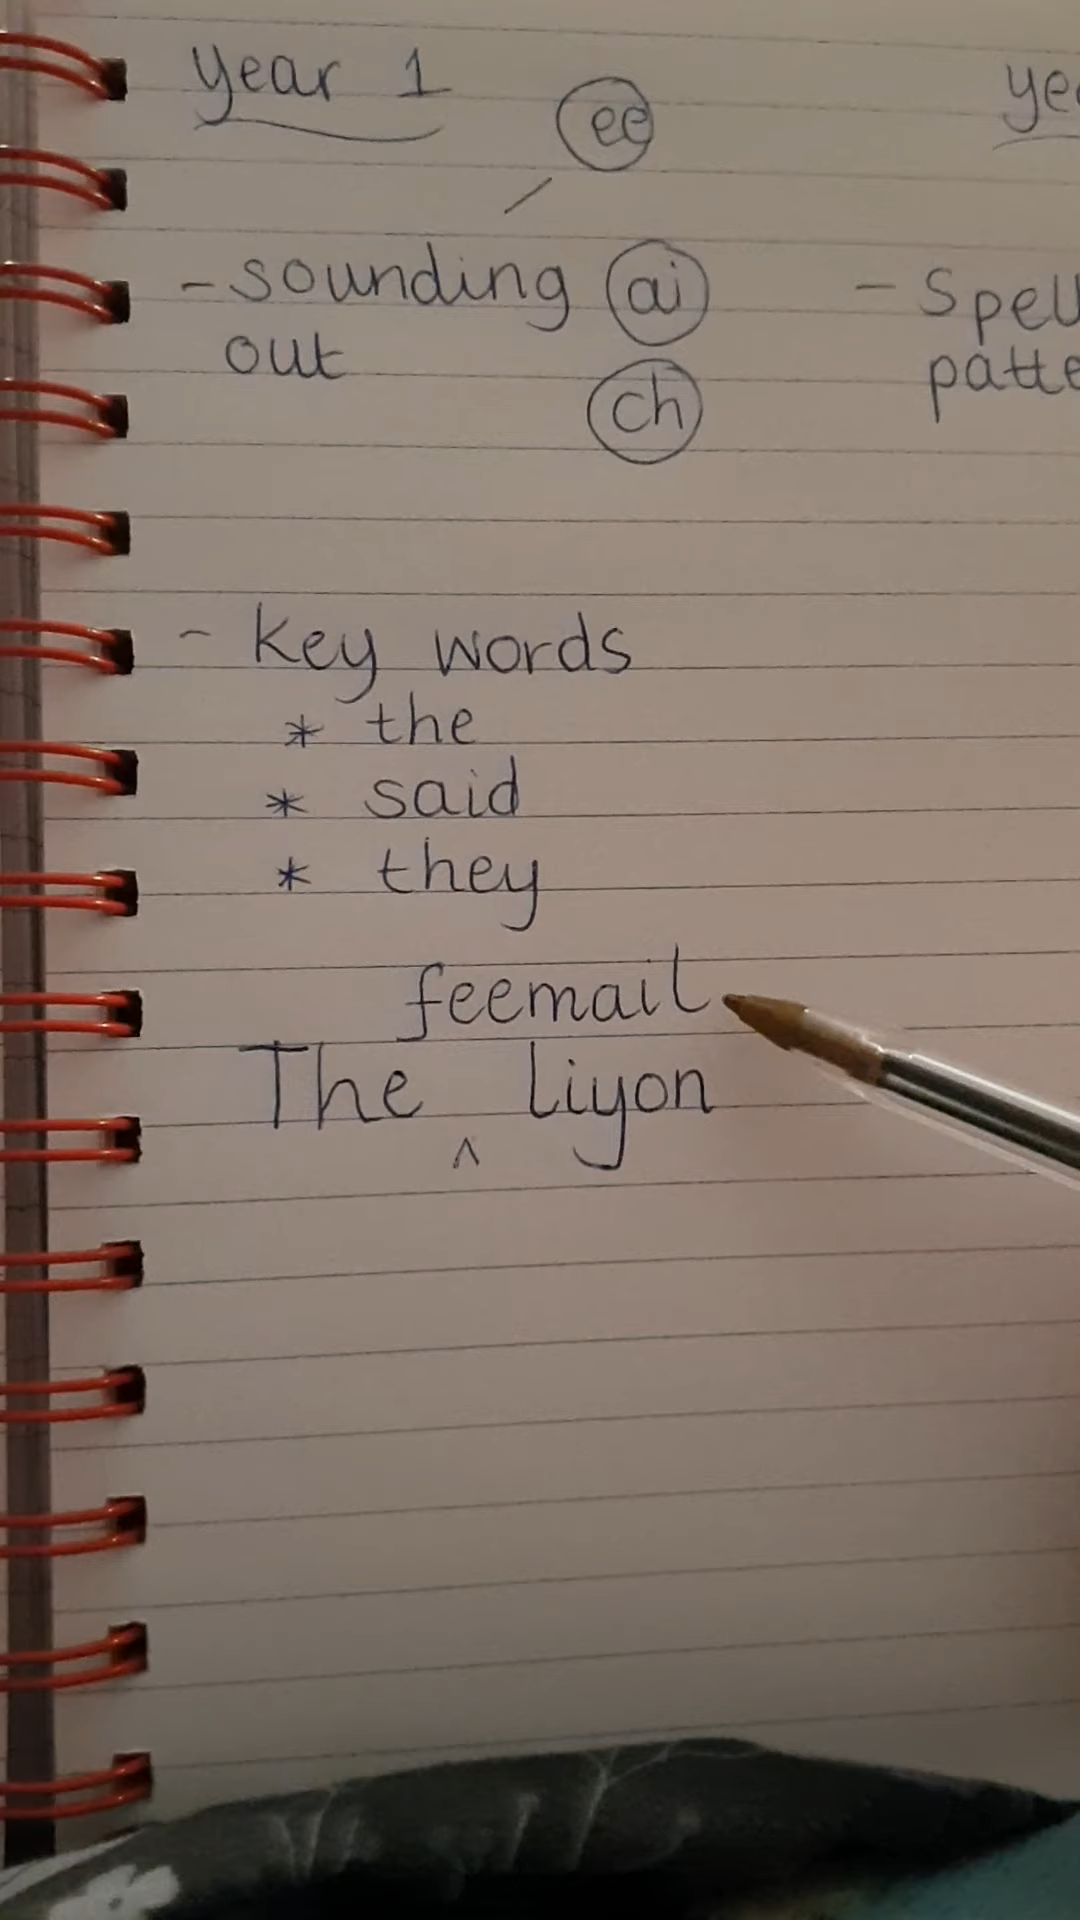 year 1
ee
sounding ai
out
ch
- key words
* the
* said
* they
feemail
The ^ liyon